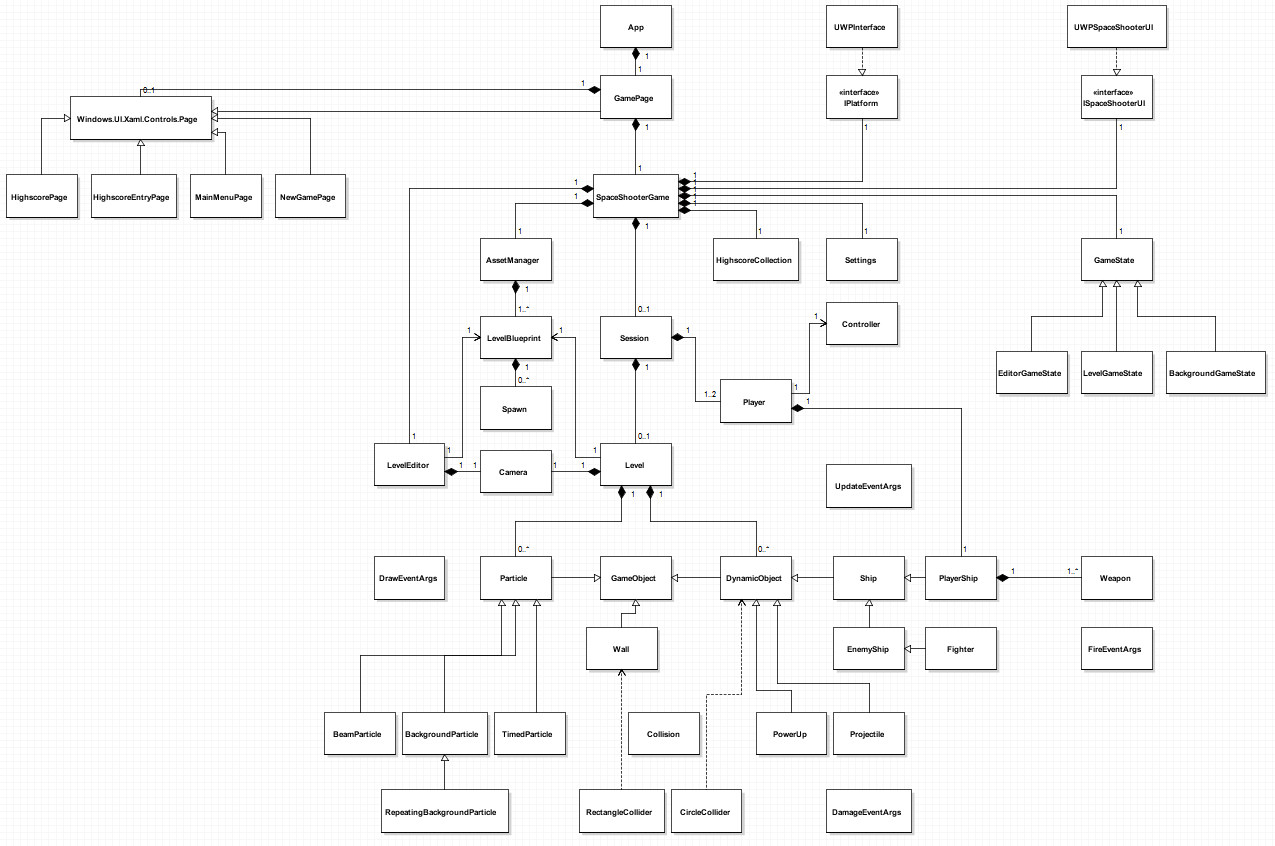 App
UWPInterface
UWPSpaceShooterUI
1
1
0..1
1
GamePage
«interface»
IPlatform
«interface»
ISpaceShooterUI
Windows.UI.Xaml.Controls.Page
1
1
1
1
HighscorePage
HighscoreEntryPage
MainMenuPage
NewGamePage
1
1
SpaceShooterGame
1
1
1
1
1
1
1
1
1
1
1
AssetManager
HighscoreCollection
Settings
GameState
1
1..*
0..1
1
LevelBlueprint
1
Session
1
1
Controller
1
1
0..*
1
EditorGameState
LevelGameState
BackgroundGameState
Spawn
1..2
Player
1
1
1
0..1
1
1
LevelEditor
1
1
Camera
1
1
Level
1
1
UpdateEventArgs
0..*
0..*
1
DrawEventArgs
Particle
GameObject
DynamicObject
Ship
PlayerShip
1
1..*
Weapon
Wall
EnemyShip
Fighter
FireEventArgs
BeamParticle
BackgroundParticle
TimedParticle
Collision
PowerUp
Projectile
RepeatingBackgroundParticle
RectangleCollider
CircleCollider
DamageEventArgs